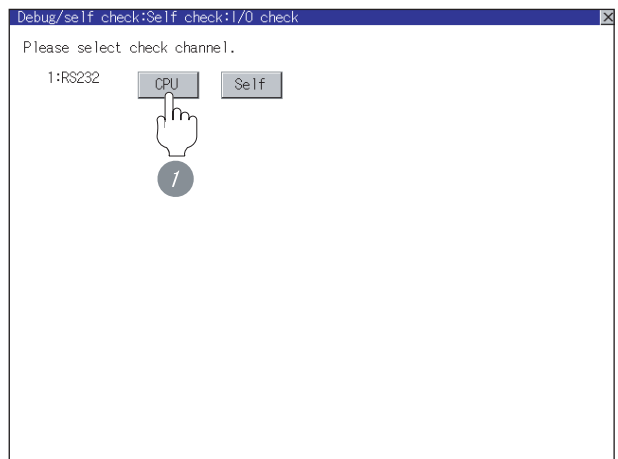 Debug/self check:Self check:I/O check
Please select check channel.
1:RS232 CPU Self
1